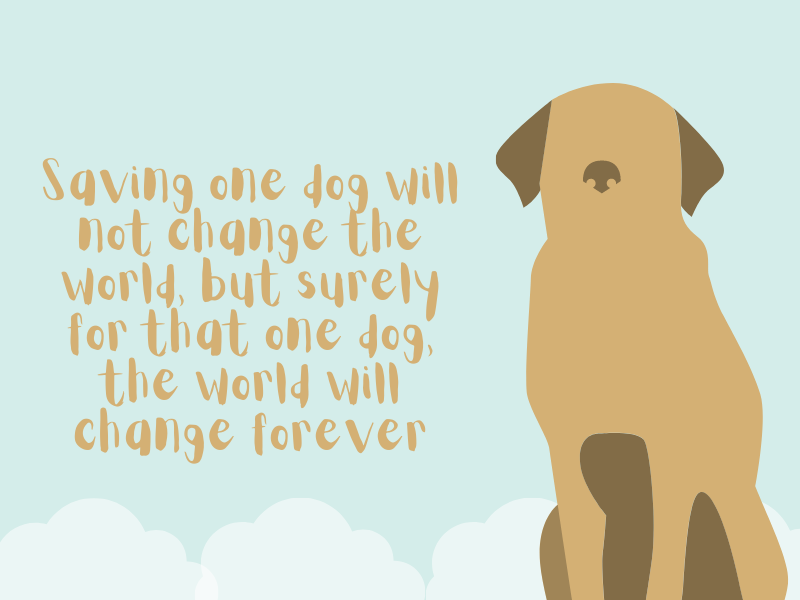 Saving one dog will
not change the
world, but surely
for that one dog,
the world will
change forever